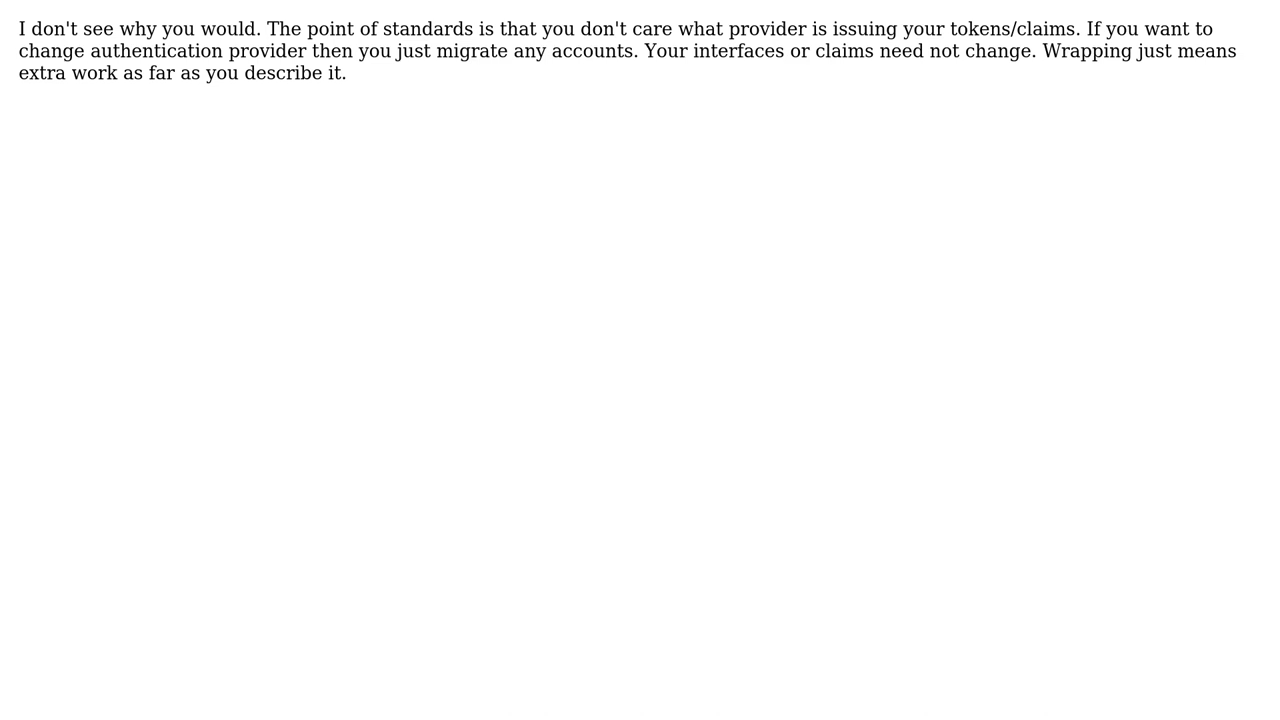 I don't see why you would. The point of standards is that you don't care what provider is issuing your tokens/claims. If you want to
change authentication provider then you just migrate any accounts. Your interfaces or claims need not change. Wrapping just means
extra work as far as you describe it.